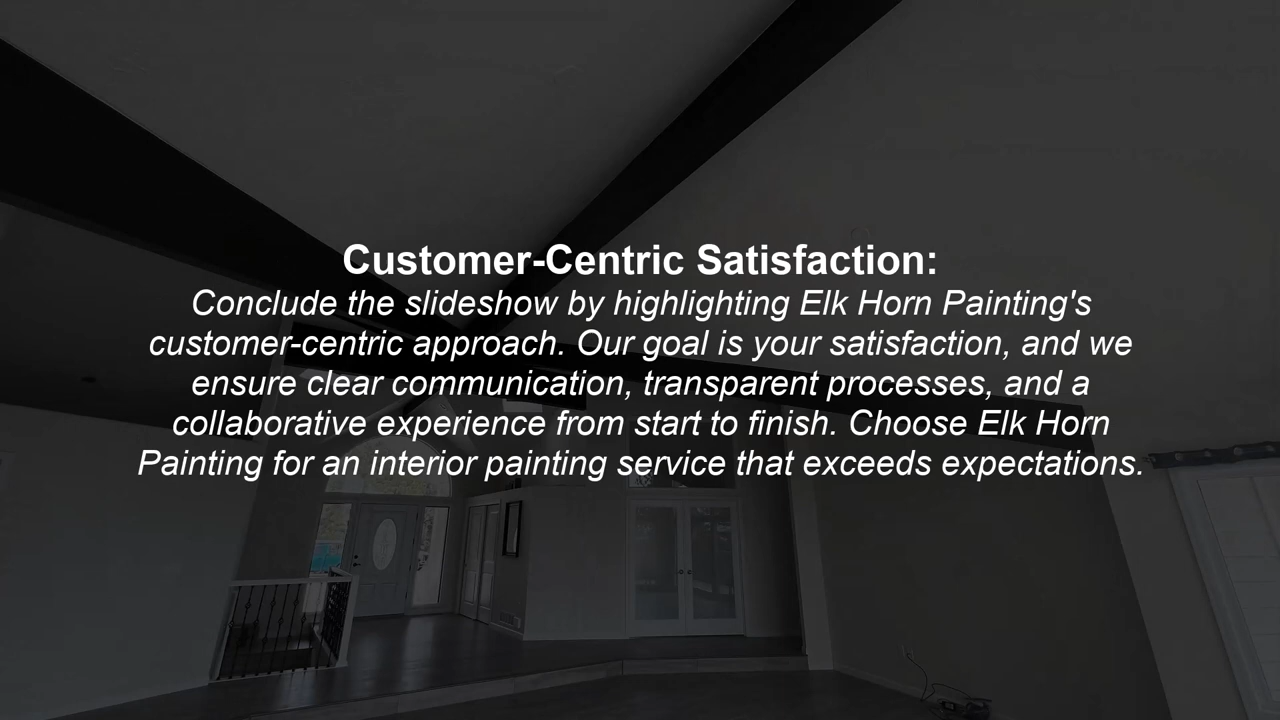 Customer-Centric Satisfaction:
Conclude the slideshow by highlighting Elk Horn Painting's
customer-centric approach. Our goal is your satisfaction, and we
ensure clear communication, transparent processes, and a
collaborative experience from start to finish. Choose Elk Horn
Painting for an interior painting service that exceeds expectations.